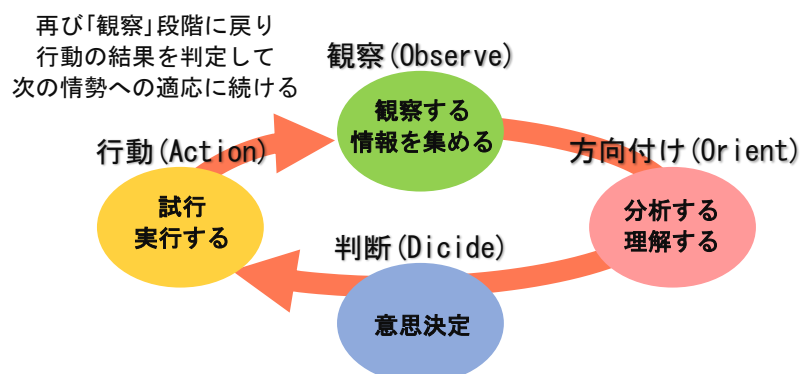 再び「観察」段階に戻り
行動の結果を判定して
次の情勢への適応に続ける
観察(Observe)
観察する
情報を集める
方向付け(Orient)
分析する
理解する
判断(Dicide)
意思決定
行動(Action)
試行
実行する